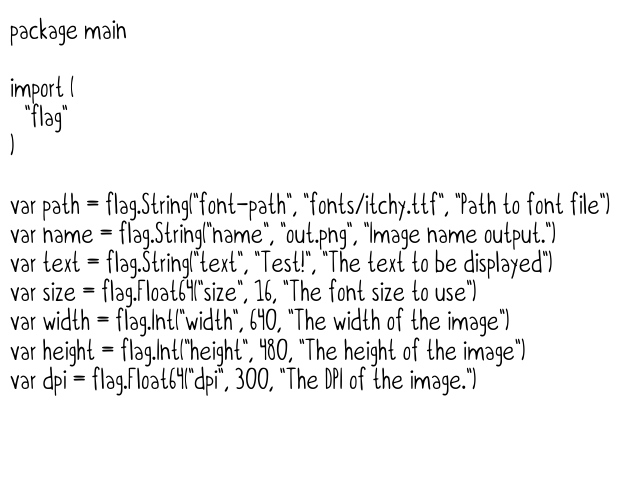 package main

import (
   "flag"
)

var path = flag.String("font-path", "fonts/itchy.ttf", "Path to font file")
var name = flag.String("name", "out.png", "Image name output.")
var text = flag.String("text", "Test!", "The text to be displayed")
var size = flag.Float64("size", 16, "The font size to use")
var width = flag.Int("width", 640, "The width of the image")
var height = flag.Int("height", 480, "The height of the image")
var dpi = flag.Float64("dpi", 300, "The DPI of the image.")